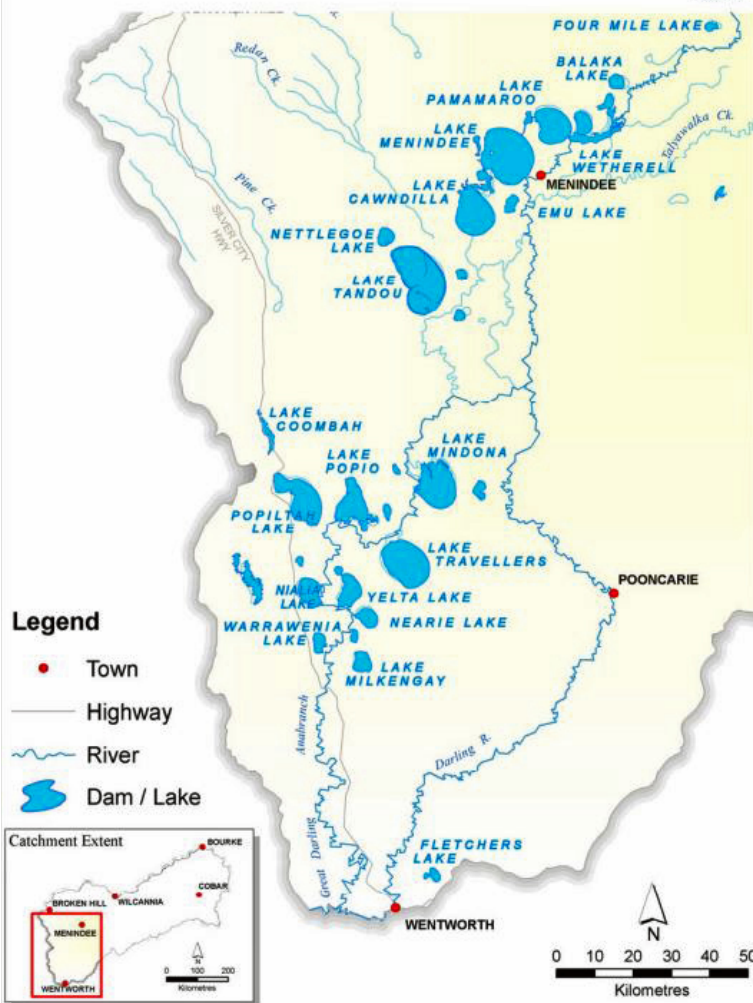 FOUR MILE LAKE
BALAKA
LAKE
Redan Ck.
LAKE
PAMAMAROO
Talyawalka Ck.
LAKE
MENINDEE
LAKE
WETHERELL
MENINDEE
Pine Ck.
LAKE
CAWNDILLA
EMU LAKE
SILVER CITY
HWY
NETTLEGOE
LAKE
LAKE
TANDOU
LAKE
COOMBAH
LAKE
POPIO
LAKE
MINDONA
POPILTAH
LAKE
LAKE
TRAVELLERS
POONCARIE
NIALIA
LAKE
YELTA LAKE
NEARIE LAKE
WARRAWENIA
LAKE
LAKE
MILKENGAY
Legend
Town
Highway
River
Dam / Lake
Great Darling
Anabranch
Darling R.
FLETCHERS
LAKE
WENTWORTH
Catchment Extent
BOURKE
COBAR
WILCANNIA
BROKEN HILL
MENINDEE
WENTWORTH
N
0 100 200
Kilometres
N
0 10 20 30 40 50
Kilometres